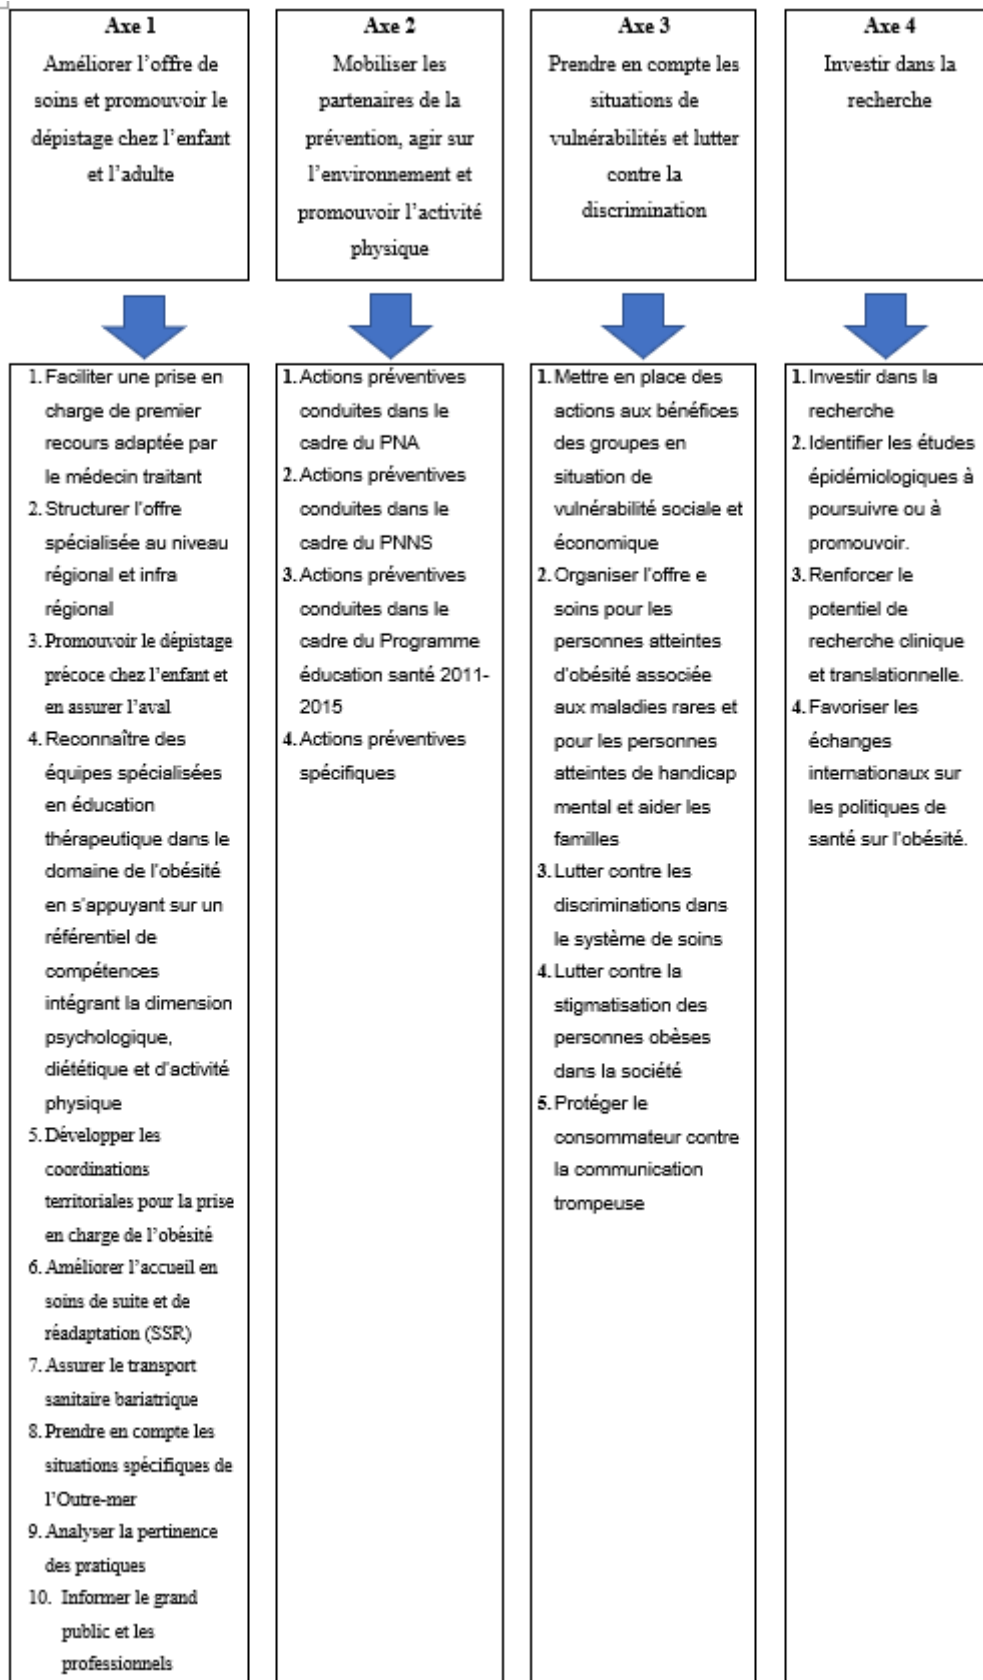 Axe 1
Améliorer l'offre de
soins et promouvoir le
dépistage chez l'enfant
et l'adulte
Axe 2
Mobiliser les
partenaires de la
prévention, agir sur
l'environnement et
promouvoir l'activité
physique
Axe 3
Prendre en compte les
situations de
vulnérabilités et lutter
contre la
discrimination
Axe 4
Investir dans la
recherche
1. Faciliter une prise en
charge de premier
recours adaptée par
le médecin traitant
2. Structurer l'offre
spécialisée au niveau
régional et infra
régional
3. Promouvoir le dépistage
précoce chez l'enfant et
en assurer l'aval
4. Reconnaître des
équipes spécialisées
en éducation
thérapeutique dans le
domaine de l'obésité
en s'appuyant sur un
référentiel de
compétences
intégrant la dimension
psychologique,
diététique et d'activité
physique
5. Développer les
coordinations
territoriales pour la prise
en charge de l'obésité
6. Améliorer l'accueil en
soins de suite et de
réadaptation (SSR)
7. Assurer le transport
sanitaire bariatrique
8. Prendre en compte les
situations spécifiques de
l'Outre-mer
9. Analyser la pertinence
des pratiques
10. Informer le grand
public et les
professionnels
1. Actions préventives
conduites dans le
cadre du PNA
2. Actions préventives
conduites dans le
cadre du PNNS
3. Actions préventives
conduites dans le
cadre du Programme
éducation santé 2011-
2015
4. Actions préventives
spécifiques
1. Mettre en place des
actions aux bénéfices
des groupes en
situation de
vulnérabilité sociale et
économique
2. Organiser l'offre e
soins pour les
personnes atteintes
d'obésité associée
aux maladies rares et
pour les personnes
atteintes de handicap
mental et aider les
familles
3. Lutter contre les
discriminations dans
le système de soins
4. Lutter contre la
stigmatisation des
personnes obèses
dans la société
5. Protéger le
consommateur contre
la communication
trompeuse
1. Investir dans la
recherche
2. Identifier les études
épidémiologiques à
poursuivre ou à
promouvoir.
3. Renforcer le
potentiel de
recherche clinique
et translationnelle.
4. Favoriser les
échanges
internationaux sur
les politiques de
santé sur l'obésité.